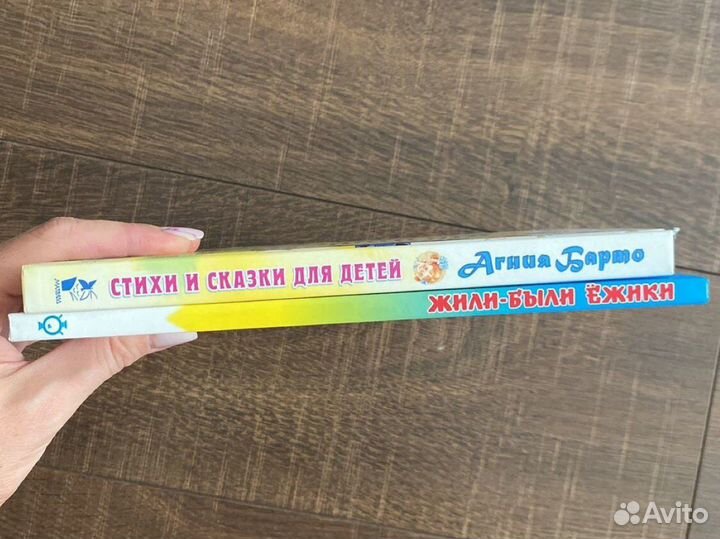 СТИХИ И СКАЗКИ ДЛЯ ДЕТЕЙ Агния Барто
ЖИЛИ-БЫЛИ ЁЖИКИ
Avito